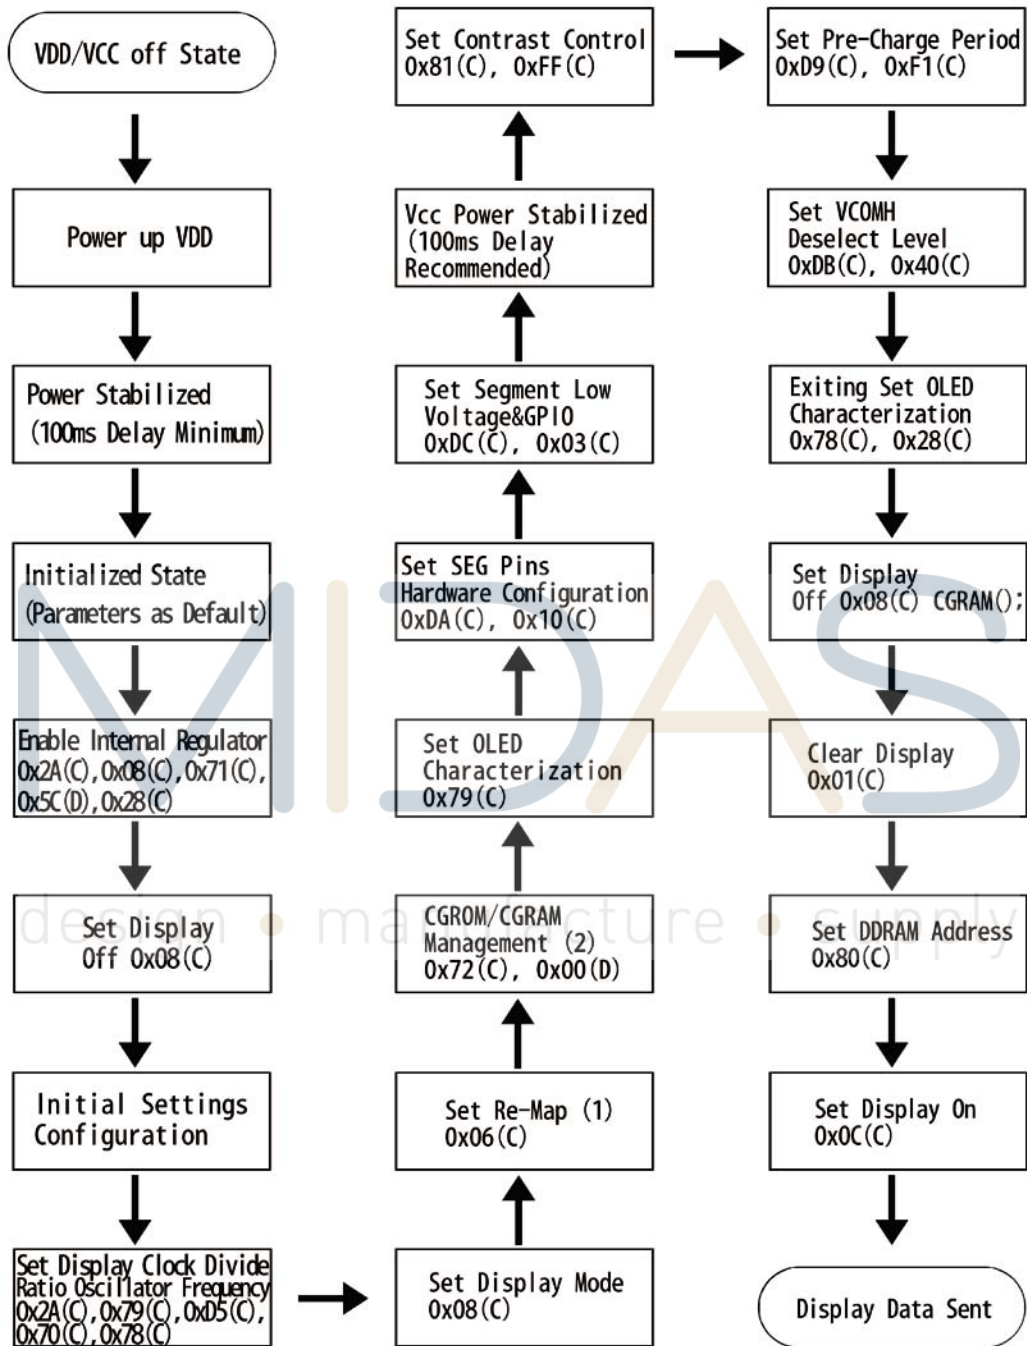 VDD/VCC off State
Power up VDD
Power Stabilized
(100ms Delay Minimum)
Initialized State
(Parameters as Default)
Enable Internal Regulator
0x2A(C),0x08(C),0x71(C),
0x5C(D),0x28(C)
Set Display
Off 0x08(C)
Initial Settings
Configuration
Set Display Clock Divide
Ratio Oscillator Frequency
0x2A(C),0x79(C),0xD5(C),
0x70(C),0x78(C)
Set Display Mode
0x08(C)
Set Re-Map (1)
0x06(C)
CGROM/CGRAM
Management (2)
0x72(C), 0x00(D)
Set OLED
Characterization
0x79(C)
Set SEG Pins
Hardware Configuration
0xDA(C), 0x10(C)
Set Segment Low
Voltage&GPIO
0xDC(C), 0x03(C)
Vcc Power Stabilized
(100ms Delay
Recommended)
Set Contrast Control
0x81(C), 0xFF(C)
Set Pre-Charge Period
0xD9(C), 0xF1(C)
Set VCOMH
Deselect Level
0xDB(C), 0x40(C)
Exiting Set OLED
Characterization
0x78(C), 0x28(C)
Set Display
Off 0x08(C) CGRAM();
Clear Display
0x01(C)
Set DDRAM Address
0x80(C)
Set Display On
0x0C(C)
Display Data Sent
MIDAS
design • manufacture • supply